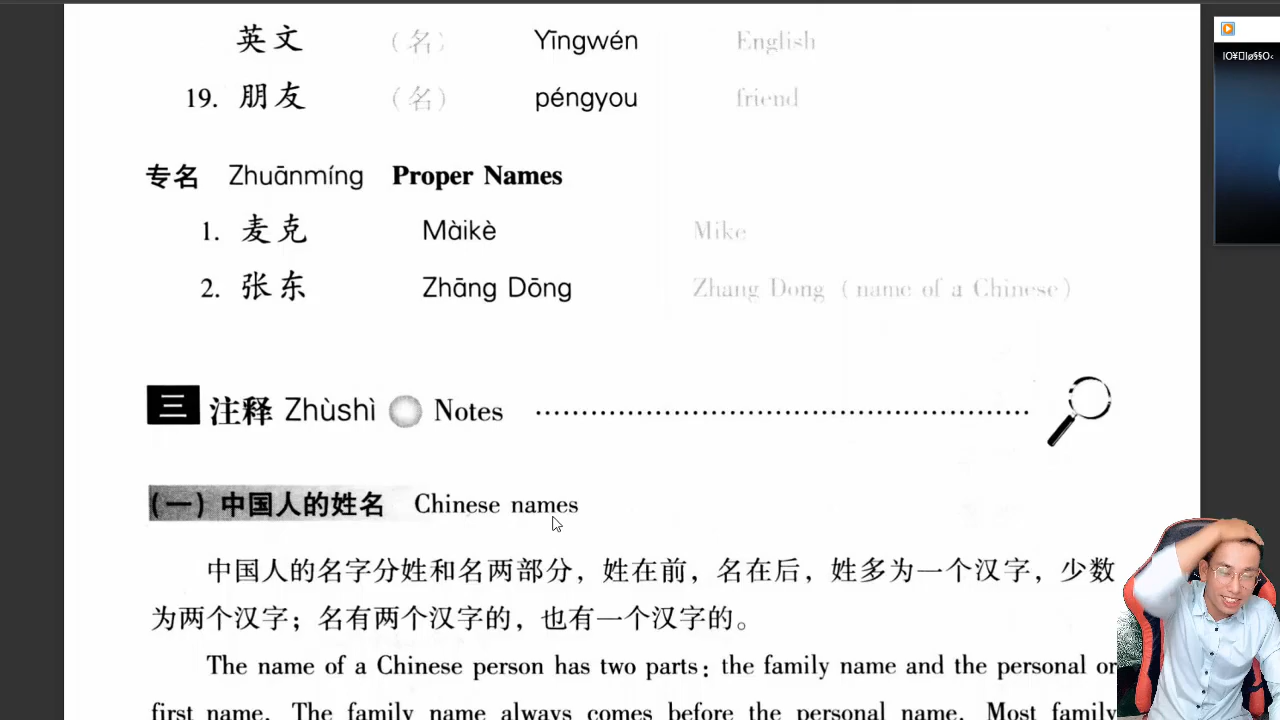 英文 （名） Yīngwén English
19. 朋友 （名） péngyou friend
专名 Zhuānmíng Proper Names
1. 麦克 Màikè Mike
2. 张东 Zhāng Dōng Zhang Dong （name of a Chinese）
三 注释 Zhùshì Notes
(一) 中国人的姓名 Chinese names
中国人的名字分姓和名两部分，姓在前，名在后，姓多为一个汉字，少数
为两个汉字；名有两个汉字的，也有一个汉字的。
The name of a Chinese person has two parts: the family name and the personal or
first name. The family name always comes before the personal name. Most family